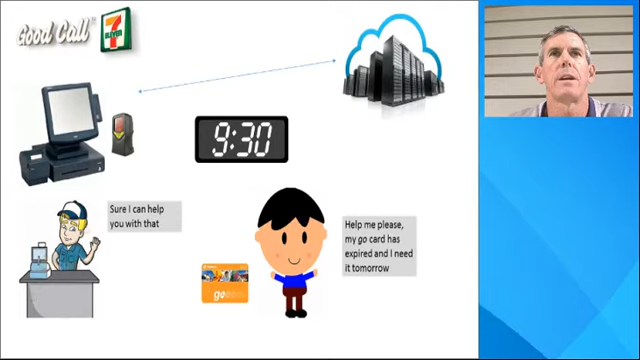 Good Call
7
ELEVEN
9:30
Sure I can help
you with that
Help me please,
my go card has
expired and I need
it tomorrow
go